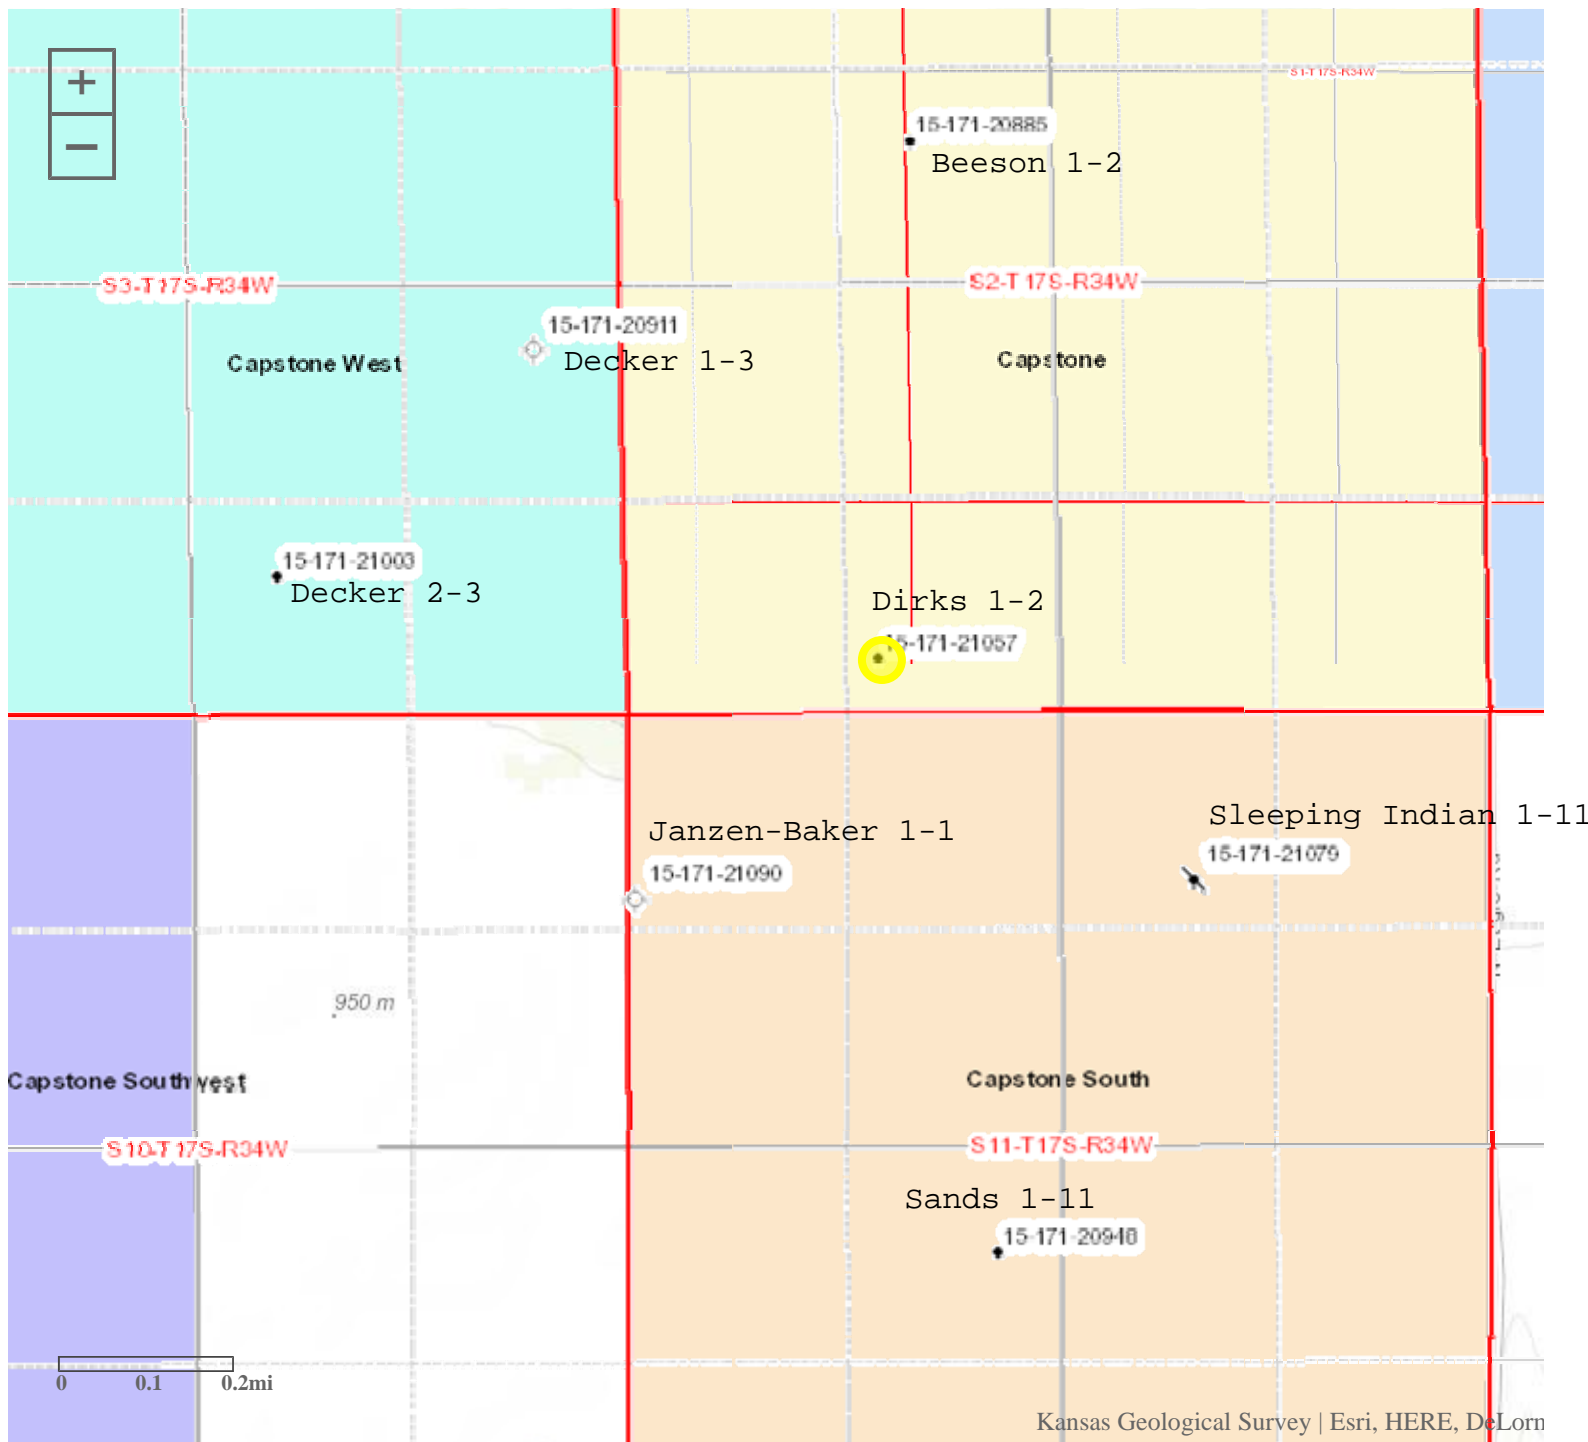 +
−
S1-T17S-R34W
15-171-20885
Beeson 1-2
S3-T17S-R34W
S2-T17S-R34W
15-171-20911
Decker 1-3
Capstone West
Capstone
15-171-21003
Decker 2-3
Dirks 1-2
15-171-21057
Janzen-Baker 1-1
15-171-21090
Sleeping Indian 1-11
15-171-21079
950 m
Capstone Southwest
Capstone South
S10-T17S-R34W
S11-T17S-R34W
Sands 1-11
15-171-20948
0 0.1 0.2mi
Kansas Geological Survey | Esri, HERE, DeLorn